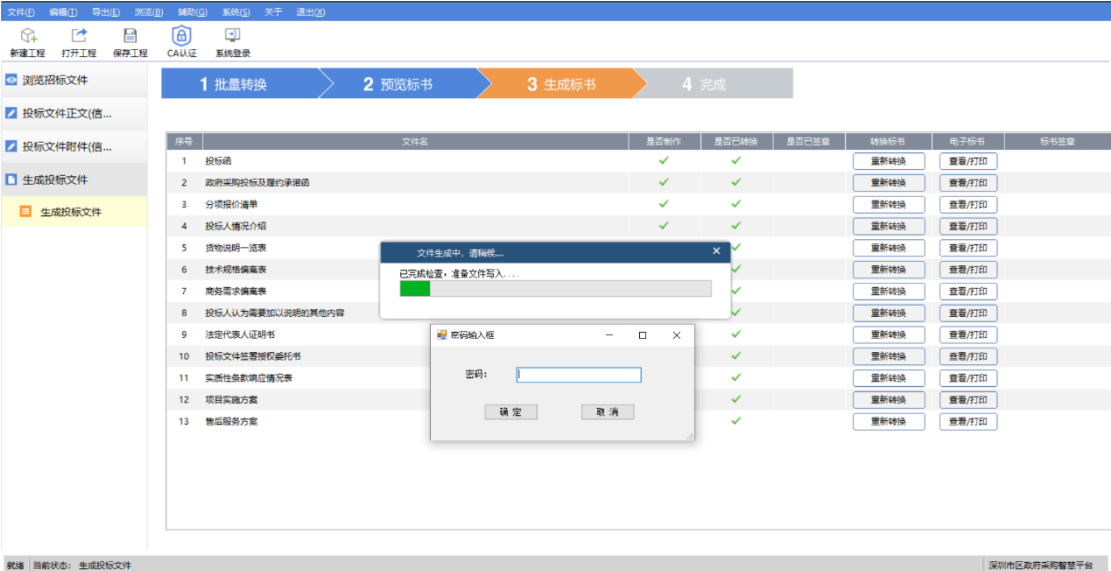 文件(F) 编辑(I) 导出(E) 浏览(B) 辅助(G) 系统(S) 关于 退出(X)
新建工程 打开工程 保存工程 CA认证 系统登录
浏览招标文件
投标文件正文(信...
投标文件附件(信...
生成投标文件
生成投标文件
1 批量转换 2 预览标书 3 生成标书 4 完成
序号 文件名 是否制作 是否已转换 是否已签章 转换标书 电子标书 标书签章
1 投标函 重新转换 查看/打印
2 政府采购投标及履约承诺函 重新转换 查看/打印
3 分项报价清单 重新转换 查看/打印
4 投标人情况介绍 重新转换 查看/打印
5 货物说明一览表 重新转换 查看/打印
6 技术规格偏离表 重新转换 查看/打印
7 商务需求偏离表 重新转换 查看/打印
8 投标人认为需要加以说明的其他内容 重新转换 查看/打印
9 法定代表人证明书 重新转换 查看/打印
10 投标文件签署授权委托书 重新转换 查看/打印
11 实质性条款响应情况表 重新转换 查看/打印
12 项目实施方案 重新转换 查看/打印
13 售后服务方案 重新转换 查看/打印
文件生成中，请稍候....
已完成检查，准备文件写入....
密码输入框
密码：
确定 取消
就绪 当前状态：生成投标文件 深圳市区政府采购智慧平台